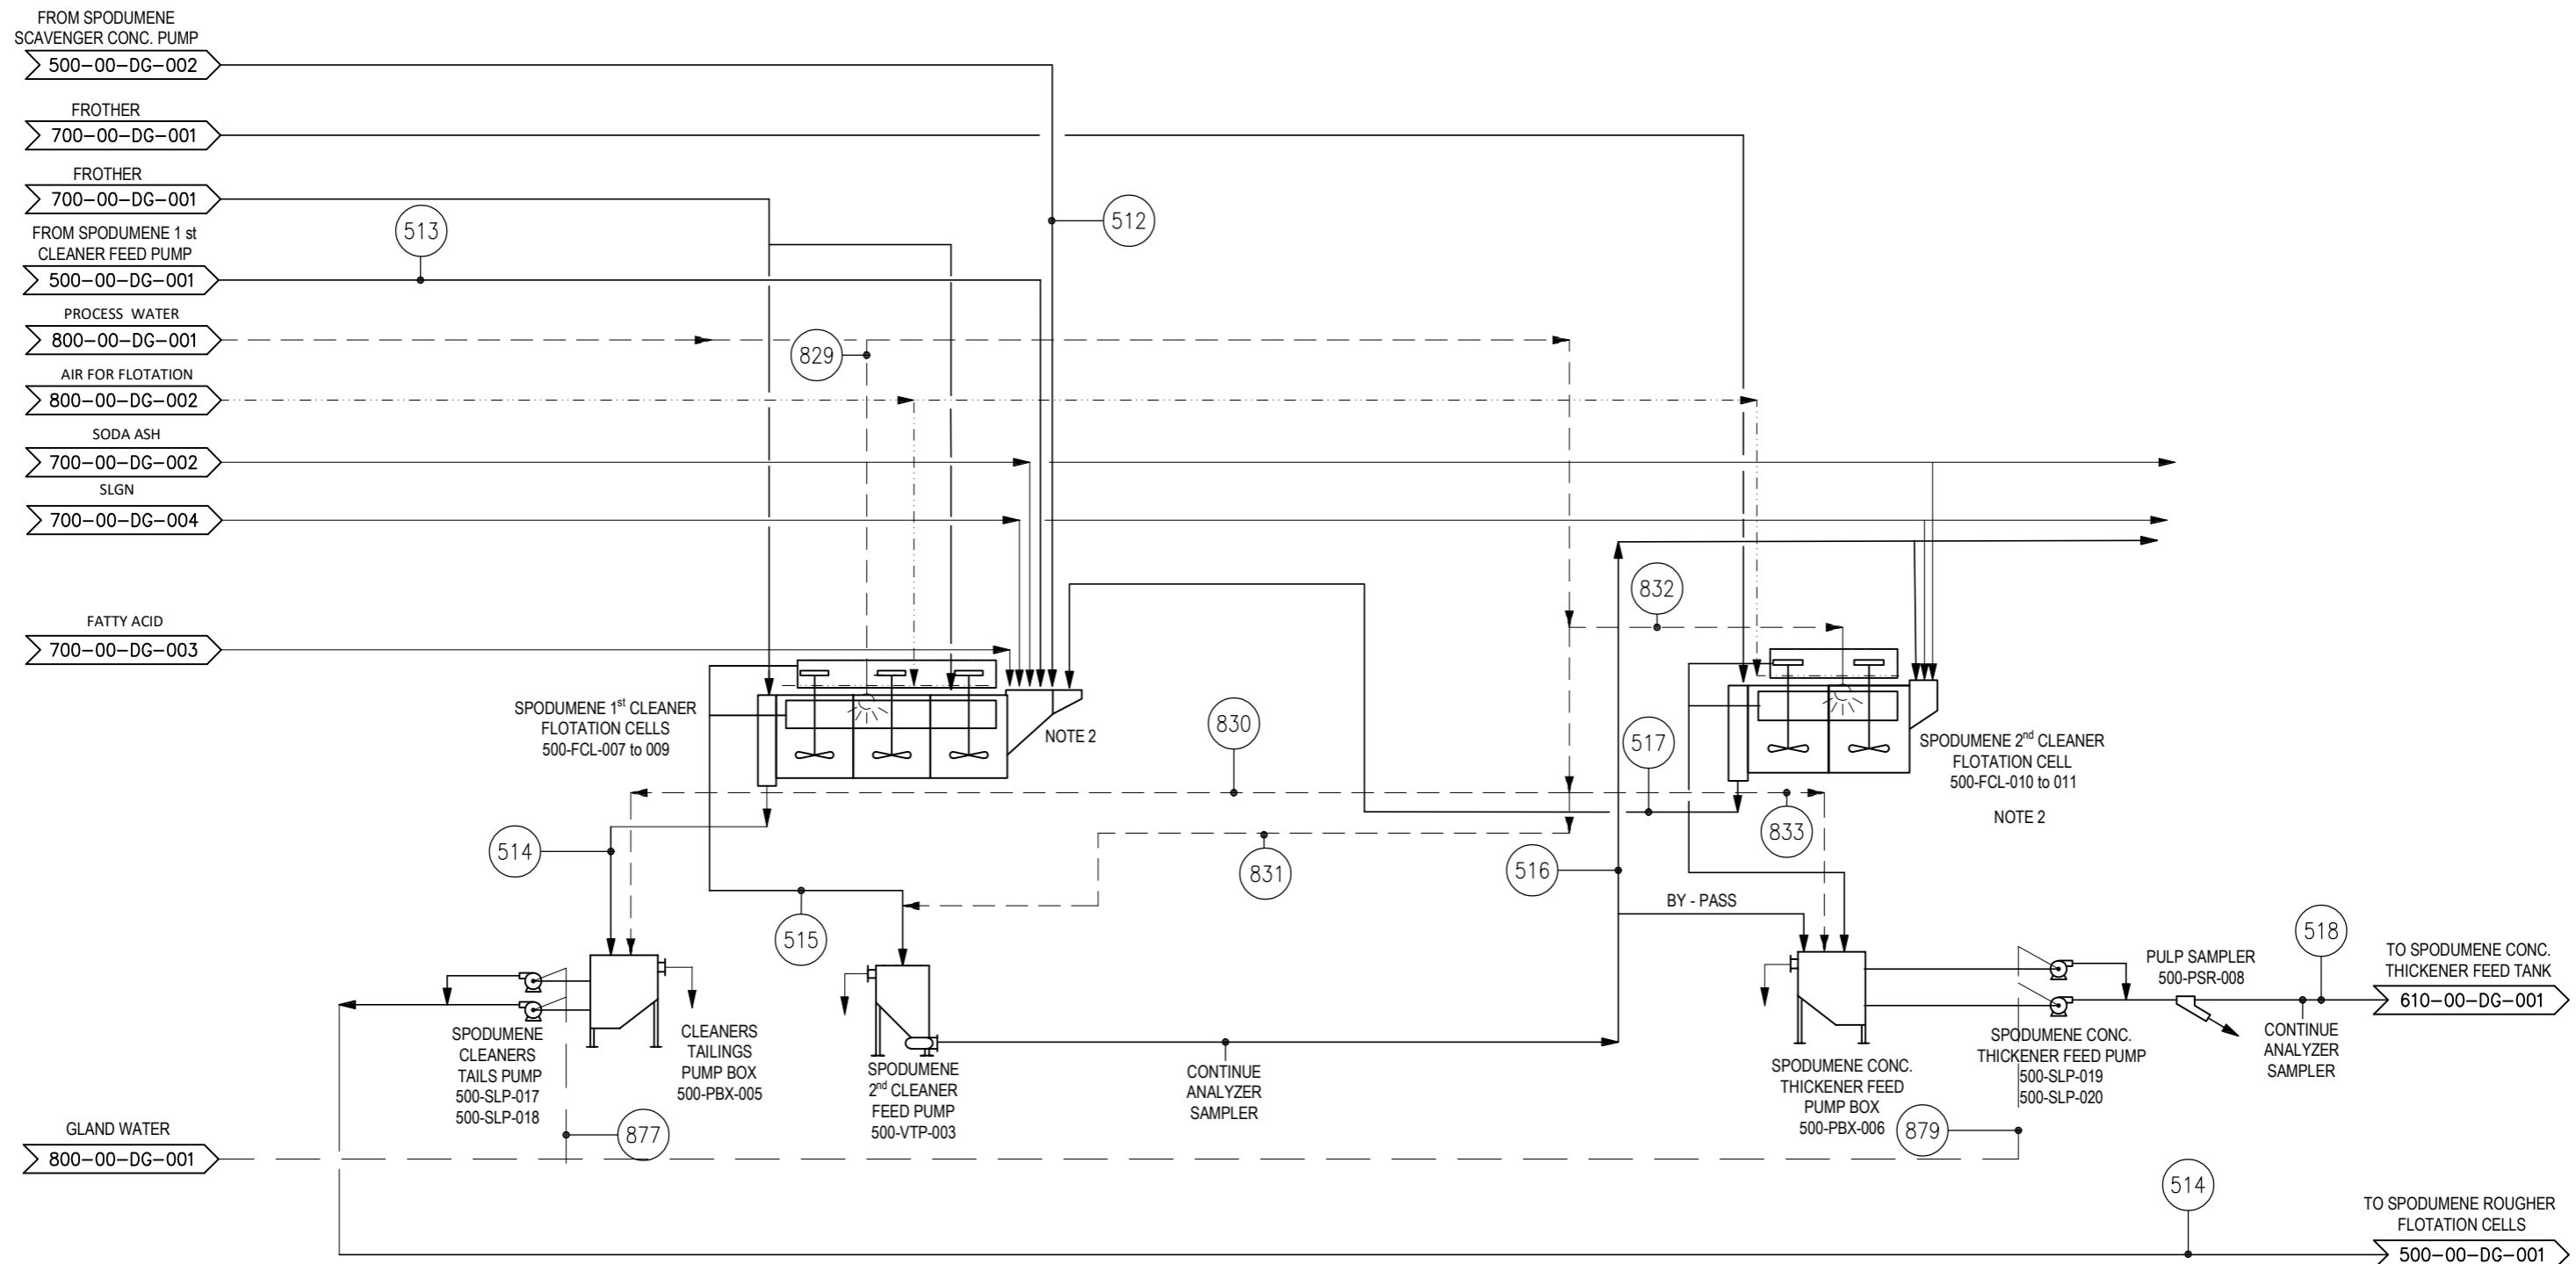 FROM SPODUMENE
SCAVENGER CONC. PUMP
500-00-DG-002
FROTHER
700-00-DG-001
FROTHER
700-00-DG-001
FROM SPODUMENE 1 st
CLEANER FEED PUMP
500-00-DG-001
513
512
PROCESS WATER
800-00-DG-001
829
AIR FOR FLOTATION
800-00-DG-002
SODA ASH
700-00-DG-002
SLGN
700-00-DG-004
FATTY ACID
700-00-DG-003
832
SPODUMENE 1st CLEANER
FLOTATION CELLS
500-FCL-007 to 009
NOTE 2
830
517
SPODUMENE 2nd CLEANER
FLOTATION CELL
500-FCL-010 to 011
NOTE 2
514
831
516
833
515
BY - PASS
518
PULP SAMPLER
500-PSR-008
TO SPODUMENE CONC.
THICKENER FEED TANK
610-00-DG-001
SPODUMENE
CLEANERS
TAILS PUMP
500-SLP-017
500-SLP-018
CLEANERS
TAILINGS
PUMP BOX
500-PBX-005
SPODUMENE
2nd CLEANER
FEED PUMP
500-VTP-003
CONTINUE
ANALYZER
SAMPLER
SPODUMENE CONC.
THICKENER FEED
PUMP BOX
500-PBX-006
SPODUMENE CONC.
THICKENER FEED PUMP
500-SLP-019
500-SLP-020
CONTINUE
ANALYZER
SAMPLER
GLAND WATER
800-00-DG-001
877
879
514
TO SPODUMENE ROUGHER
FLOTATION CELLS
500-00-DG-001